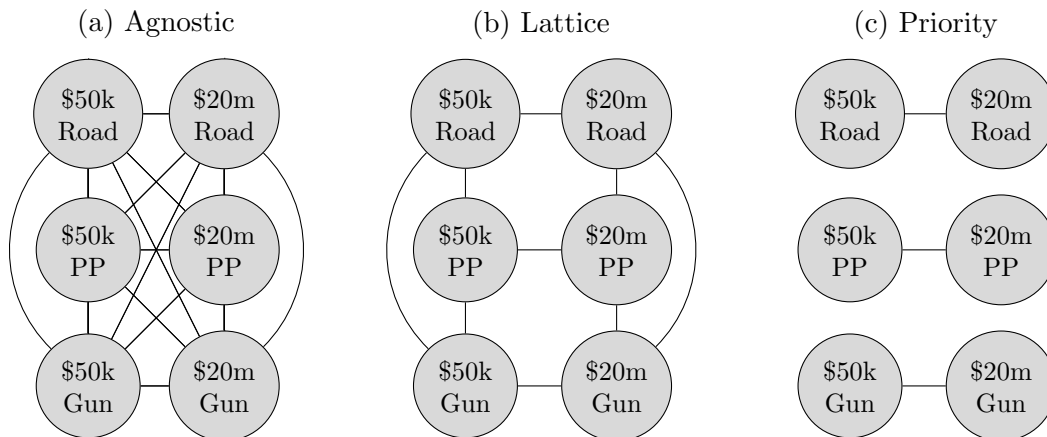 (a) Agnostic
$50k
Road
$20m
Road
$50k
PP
$20m
PP
$50k
Gun
$20m
Gun
(b) Lattice
$50k
Road
$20m
Road
$50k
PP
$20m
PP
$50k
Gun
$20m
Gun
(c) Priority
$50k
Road
$20m
Road
$50k
PP
$20m
PP
$50k
Gun
$20m
Gun